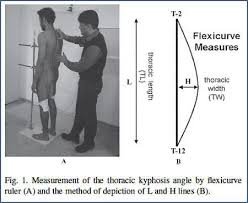 T-2
Flexicurve
Measures
thoracic length
(TL)
L
H
thoracic
width
(TW)
T-12
A
B
Fig. 1. Measurement of the thoracic kyphosis angle by flexicurve
ruler (A) and the method of depiction of L and H lines (B).